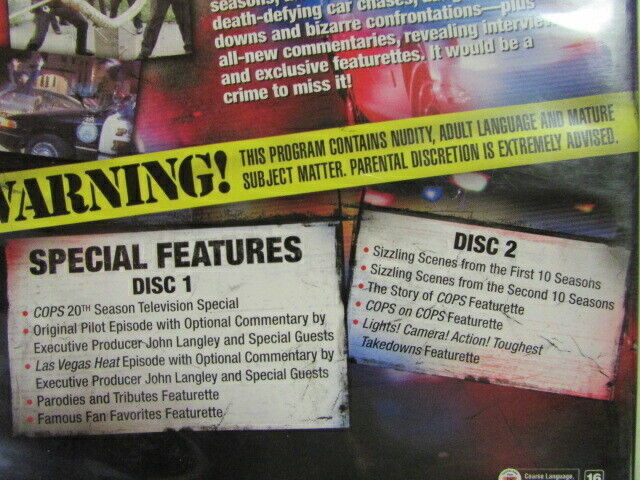 seasons,
death-defying car chases,
downs and bizarre confrontations—plus
all-new commentaries, revealing
and exclusive featurettes. It would be a
crime to miss it!
WARNING!
THIS PROGRAM CONTAINS NUDITY, ADULT LANGUAGE AND MATURE
SUBJECT MATTER. PARENTAL DISCRETION IS EXTREMELY ADVISED.
SPECIAL FEATURES
DISC 1
• COPS 20TH Season Television Special
• Original Pilot Episode with Optional Commentary by
Executive Producer John Langley and Special Guests
• Las Vegas Heat Episode with Optional Commentary by
Executive Producer John Langley and Special Guests
• Parodies and Tributes Featurette
• Famous Fan Favorites Featurette
DISC 2
• Sizzling Scenes from the First 10 Seasohs
• Sizzling Scenes from the Second 10 Seasons
• The Story of COPS Featurette
• COPS on COPS Featurette
• Lights! Camera! Action! Toughest
Takedowns Featurette
Coarse Language,
16